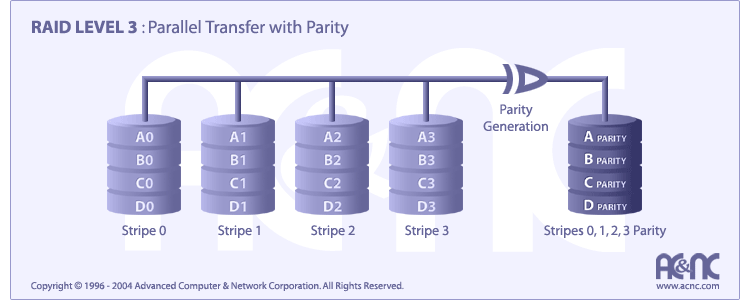 RAID LEVEL 3 : Parallel Transfer with Parity
Parity
Generation
A0 A1 A2 A3 A PARITY
B0 B1 B2 B3 B PARITY
C0 C1 C2 C3 C PARITY
D0 D1 D2 D3 D PARITY
Stripe 0 Stripe 1 Stripe 2 Stripe 3 Stripes 0, 1, 2, 3 Parity
AC&NC
Copyright © 1996 - 2004 Advanced Computer & Network Corporation. All Rights Reserved. www.acnc.com